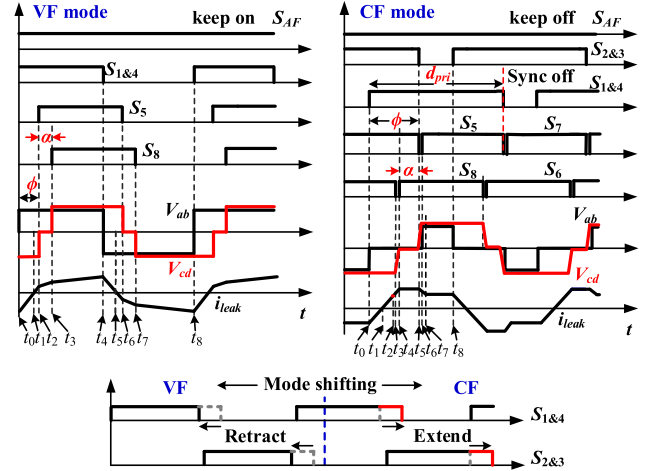 VF mode
keep on S_AF
S_1&4
S_5
α
S_8
ϕ
V_ab
V_cd
i_leak
t
t_0 t_1 t_2 t_3 t_4 t_5 t_6 t_7 t_8
CF mode
keep off S_AF
S_2&3
d_pri Sync off
S_1&4
ϕ S_5 S_7
α S_8 S_6
V_ab
V_cd
i_leak
t
t_0 t_1 t_2 t_3 t_4 t_5 t_6 t_7 t_8
VF Mode shifting CF
S_1&4
Retract Extend
S_2&3